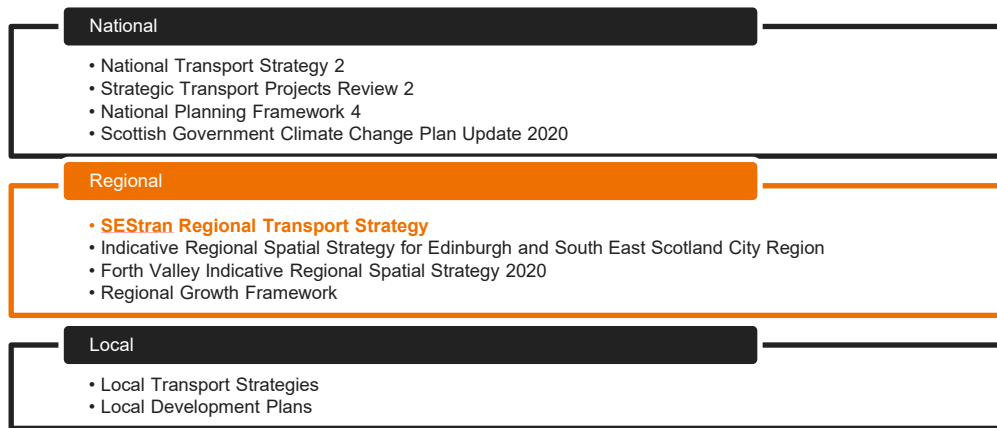 National
• National Transport Strategy 2
• Strategic Transport Projects Review 2
• National Planning Framework 4
• Scottish Government Climate Change Plan Update 2020
Regional
• SEStran Regional Transport Strategy
• Indicative Regional Spatial Strategy for Edinburgh and South East Scotland City Region
• Forth Valley Indicative Regional Spatial Strategy 2020
• Regional Growth Framework
Local
• Local Transport Strategies
• Local Development Plans